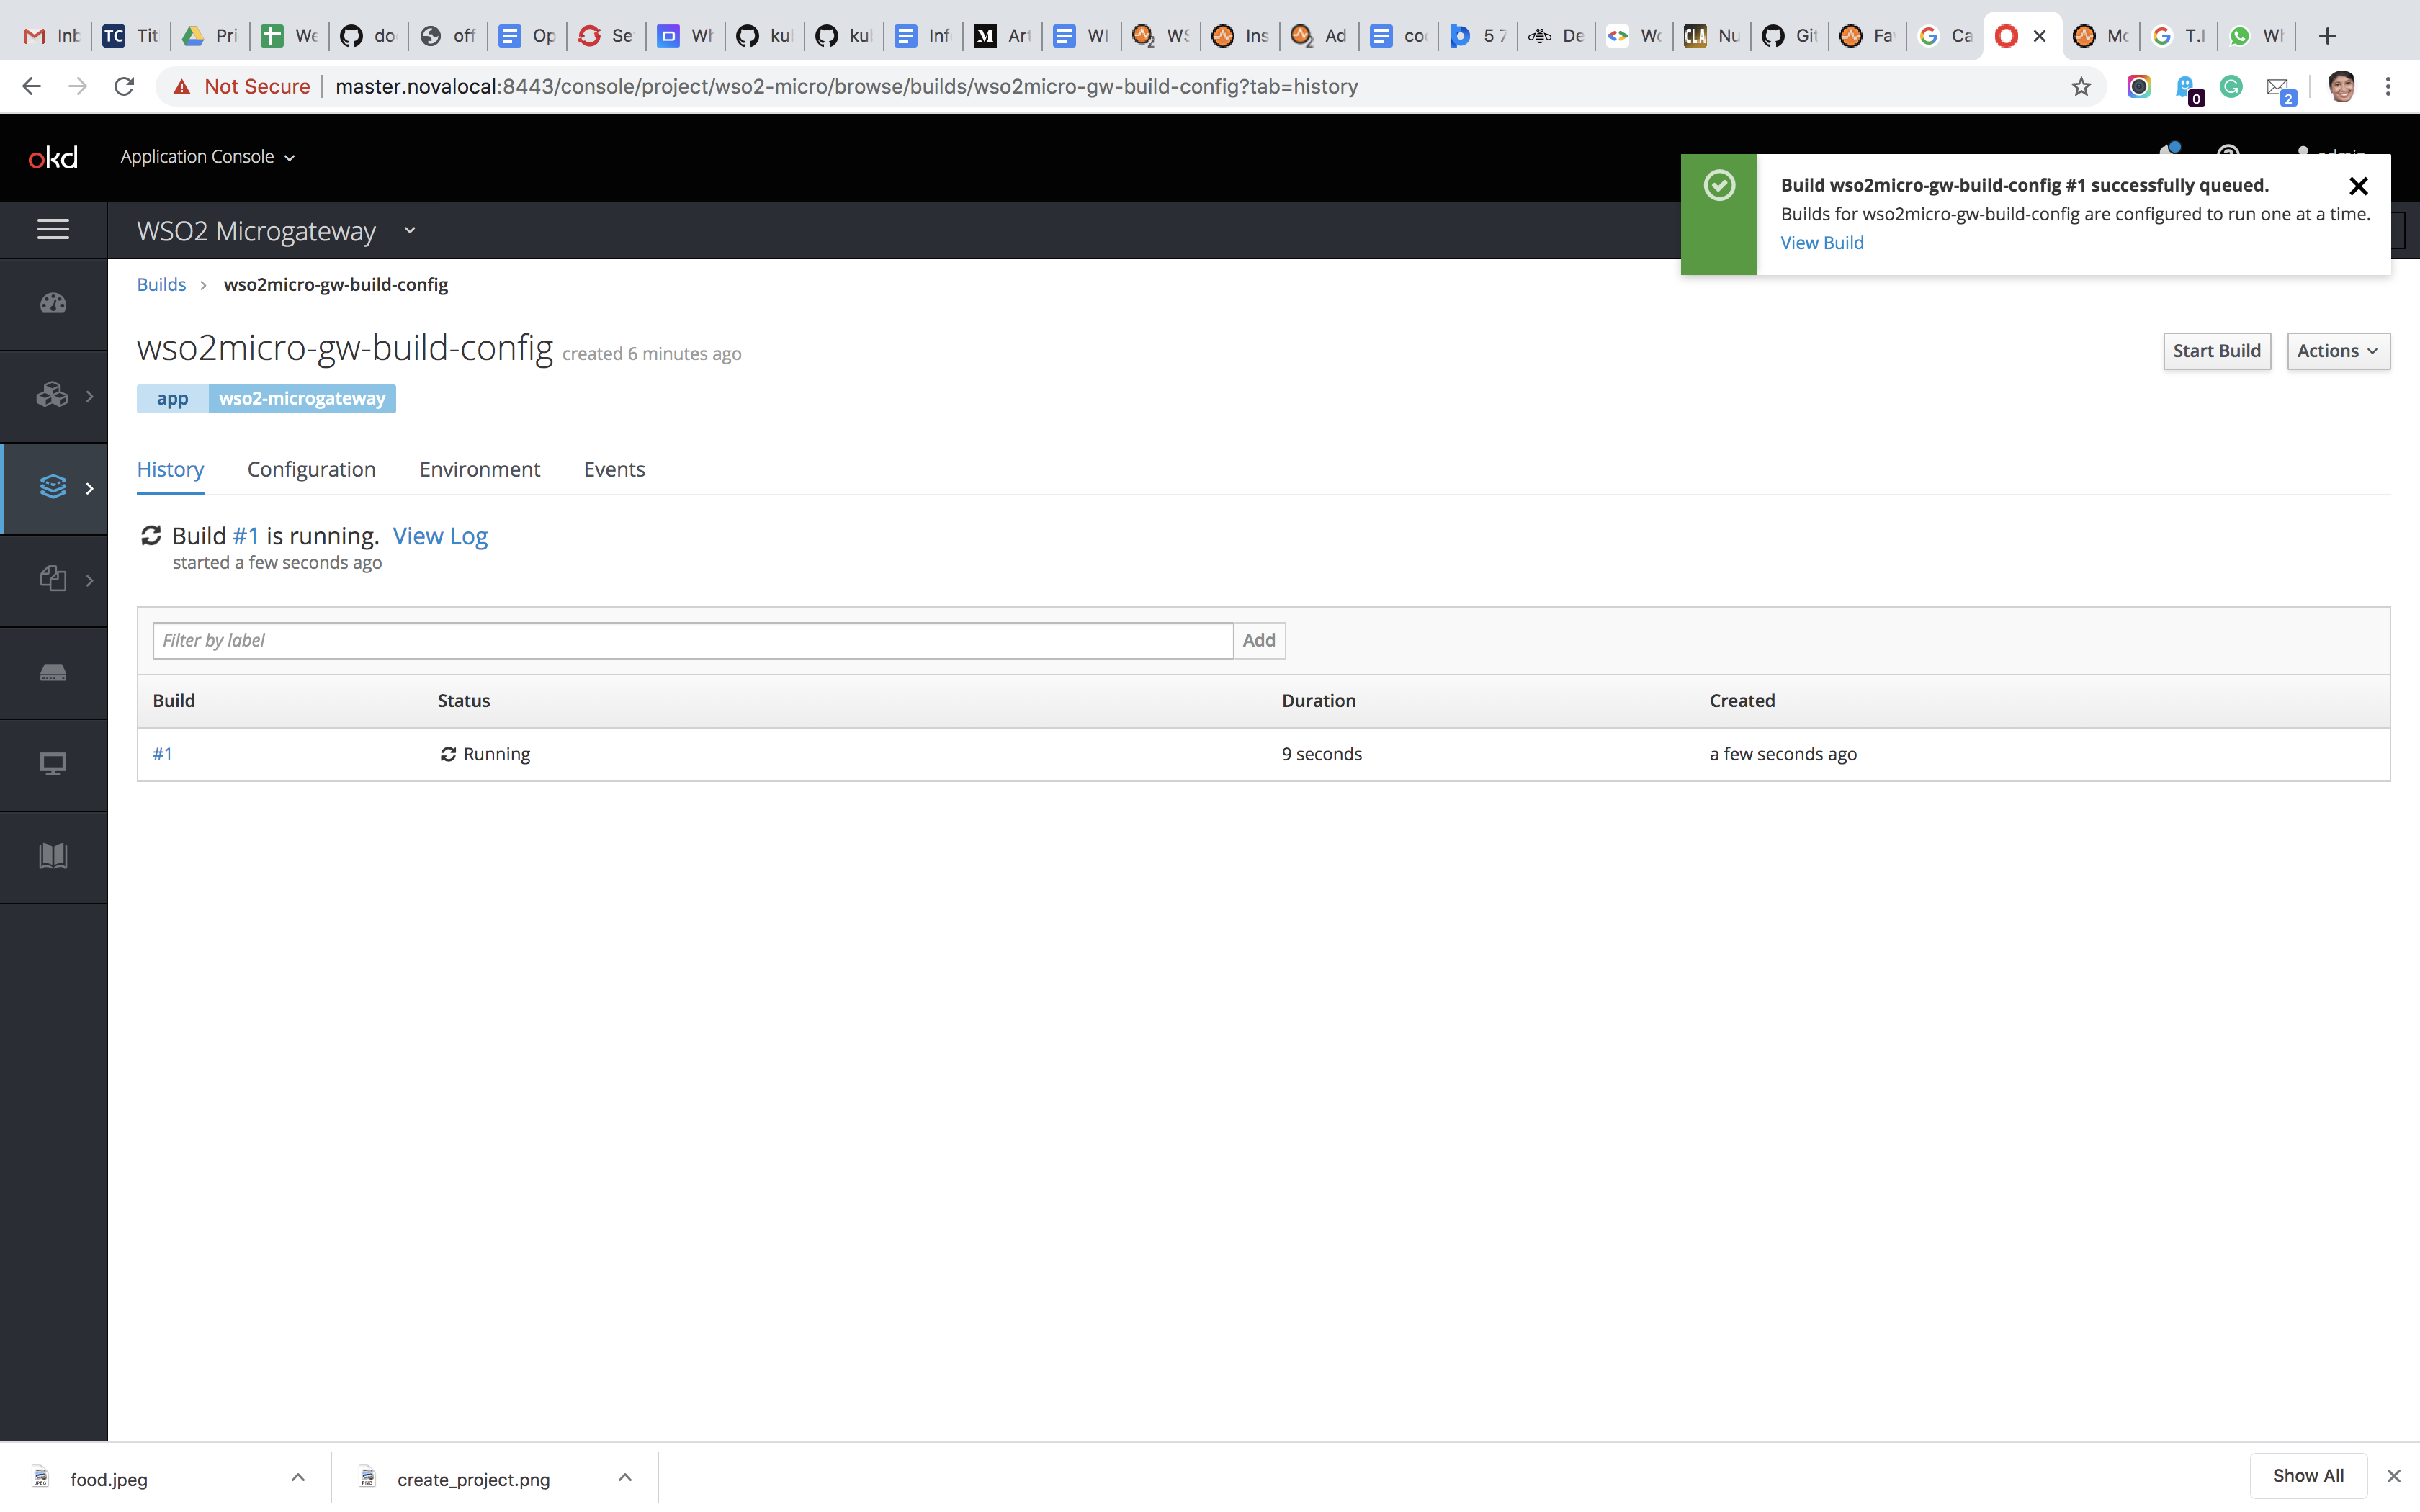 Inb Tit Pri We do off Op Se Wh kul kul Inf Art WI WS Ins Ad co 5 7 De Wo Nu Git Fa Ca Mo T.I Wh
Not Secure master.novalocal:8443/console/project/wso2-micro/browse/builds/wso2micro-gw-build-config?tab=history
0 2
okd Application Console
Build wso2micro-gw-build-config #1 successfully queued.
Builds for wso2micro-gw-build-config are configured to run one at a time.
View Build
WSO2 Microgateway
Builds > wso2micro-gw-build-config
wso2micro-gw-build-config created 6 minutes ago
Start Build Actions
app wso2-microgateway
History Configuration Environment Events
Build #1 is running. View Log
started a few seconds ago
Filter by label Add
Build Status Duration Created
#1 Running 9 seconds a few seconds ago
food.jpeg create_project.png Show All